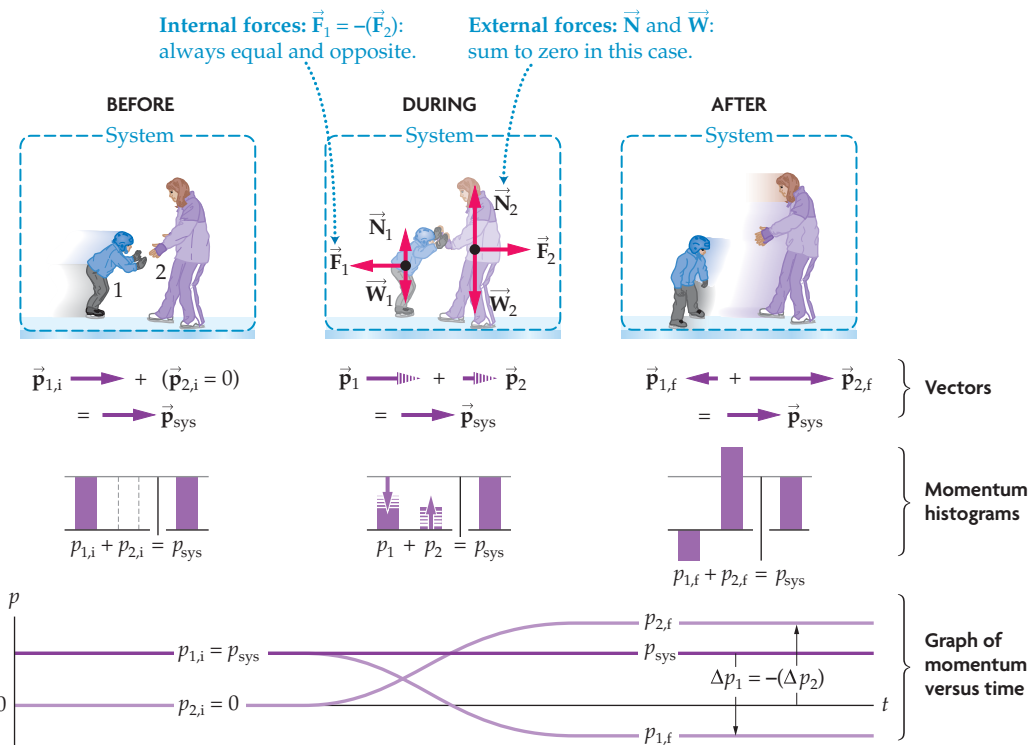 Internal forces: F⃗₁ = –(F⃗₂):
always equal and opposite.
External forces: N⃗ and W⃗:
sum to zero in this case.
BEFORE
DURING
AFTER
System
System
System
1
2
N⃗₁
F⃗₁
W⃗₁
N⃗₂
F⃗₂
W⃗₂
p⃗₁,ᵢ + (p⃗₂,ᵢ = 0)
= p⃗sys
p⃗₁ + p⃗₂
= p⃗sys
p⃗₁,f + p⃗₂,f
= p⃗sys
Vectors
p₁,ᵢ + p₂,ᵢ = psys
p₁ + p₂ = psys
p₁,f + p₂,f = psys
Momentum
histograms
p
p₁,ᵢ = psys
p₂,ᵢ = 0
0
p₂,f
psys
Δp₁ = –(Δp₂)
t
p₁,f
Graph of
momentum
versus time